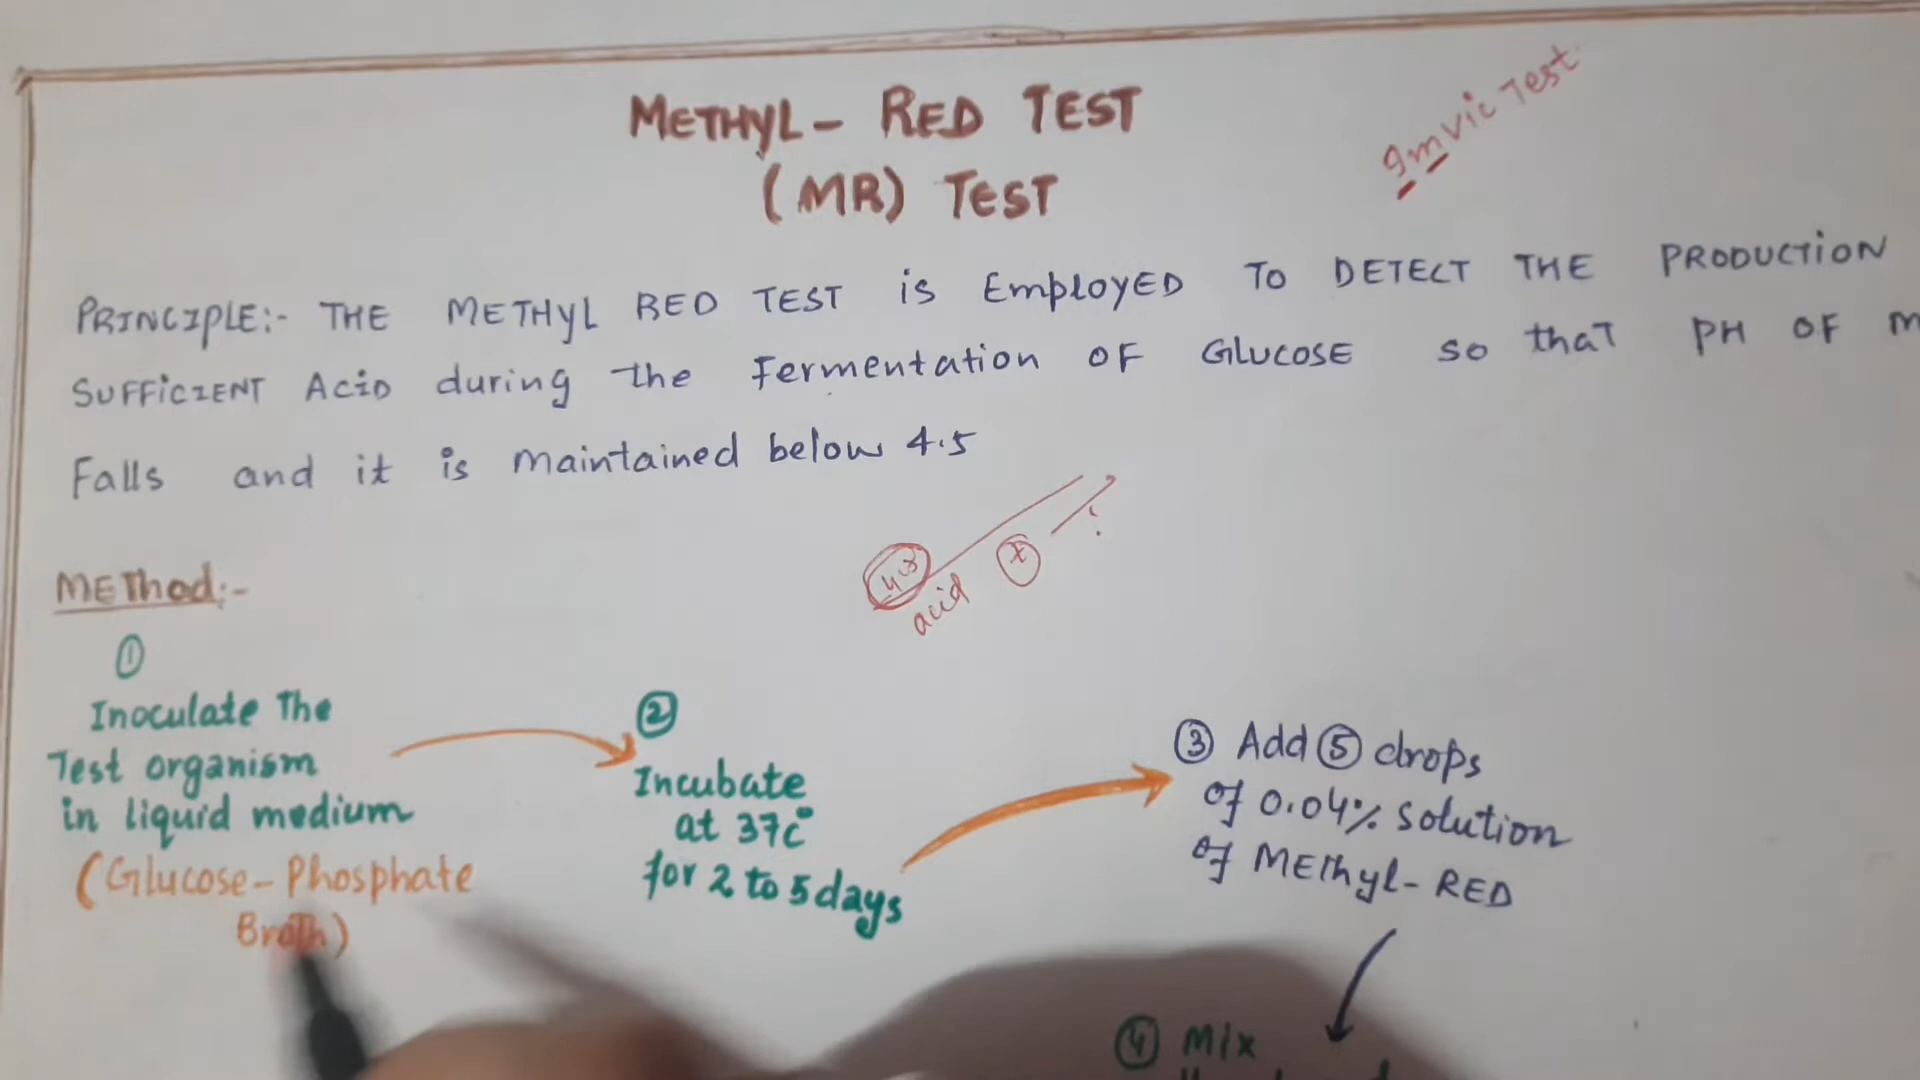 METHYL- RED TEST
(MR) TEST
ImVic Test
PRINCIPLE:- THE METHYL RED TEST is EmployED TO DETECT THE PRODUCTION
SUFFICIENT ACID during the Fermentation OF GLUCOSE so that PH OF M
Falls and it is maintained below 4.5
4.5
acid
METhod:-
① Inoculate The
Test organism
in liquid medium
(Glucose-Phosphate
Broth)
②
Incubate
at 37c°
for 2 to 5 days
③ Add ⑤ drops
of 0.04% solution
of METhyl-RED
④ Mix